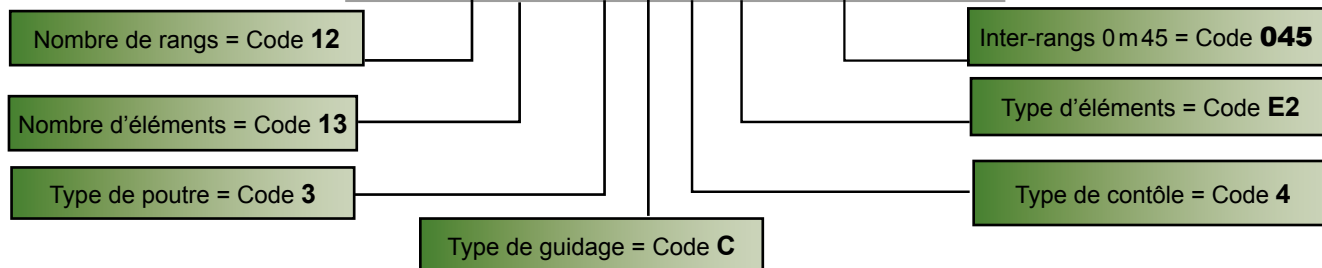 Nombre de rangs = Code 12
Inter-rangs 0 m 45 = Code 045
Nombre d'éléments = Code 13
Type d'éléments = Code E2
Type de poutre = Code 3
Type de contôle = Code 4
Type de guidage = Code C